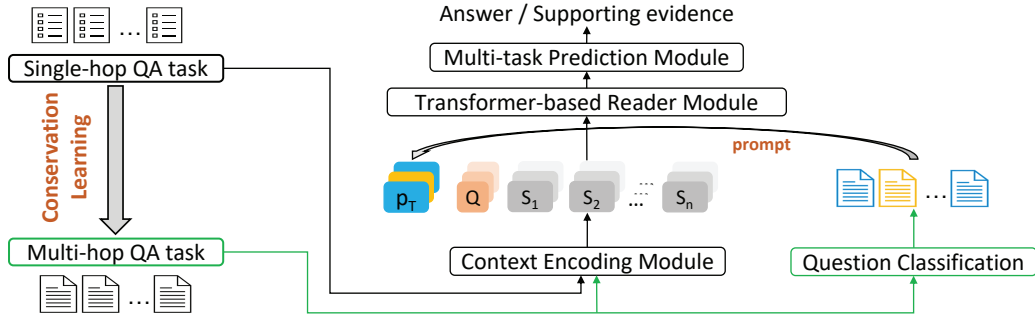 Answer / Supporting evidence
Multi-task Prediction Module
Single-hop QA task
Transformer-based Reader Module
Conservation
Learning
prompt
p_T Q S_1 S_2 ... S_n
...
Multi-hop QA task
Context Encoding Module
Question Classification